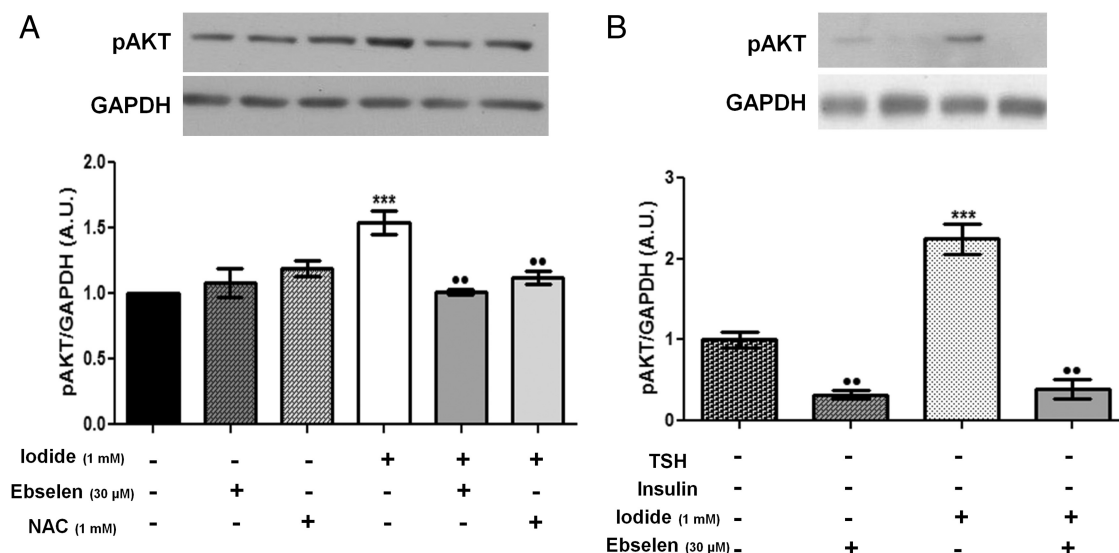 A
pAKT
GAPDH
pAKT/GAPDH (A.U.)
2.0
1.5
1.0
0.5
0.0
***
••
••
Iodide (1 mM) - - - + + +
Ebselen (30 µM) - + - - + -
NAC (1 mM) - - + - - +
B
pAKT
GAPDH
pAKT/GAPDH (A.U.)
3
2
1
0
••
***
••
TSH - - - -
Insulin - - - -
Iodide (1 mM) - - + +
Ebselen (30 µM) - + - +